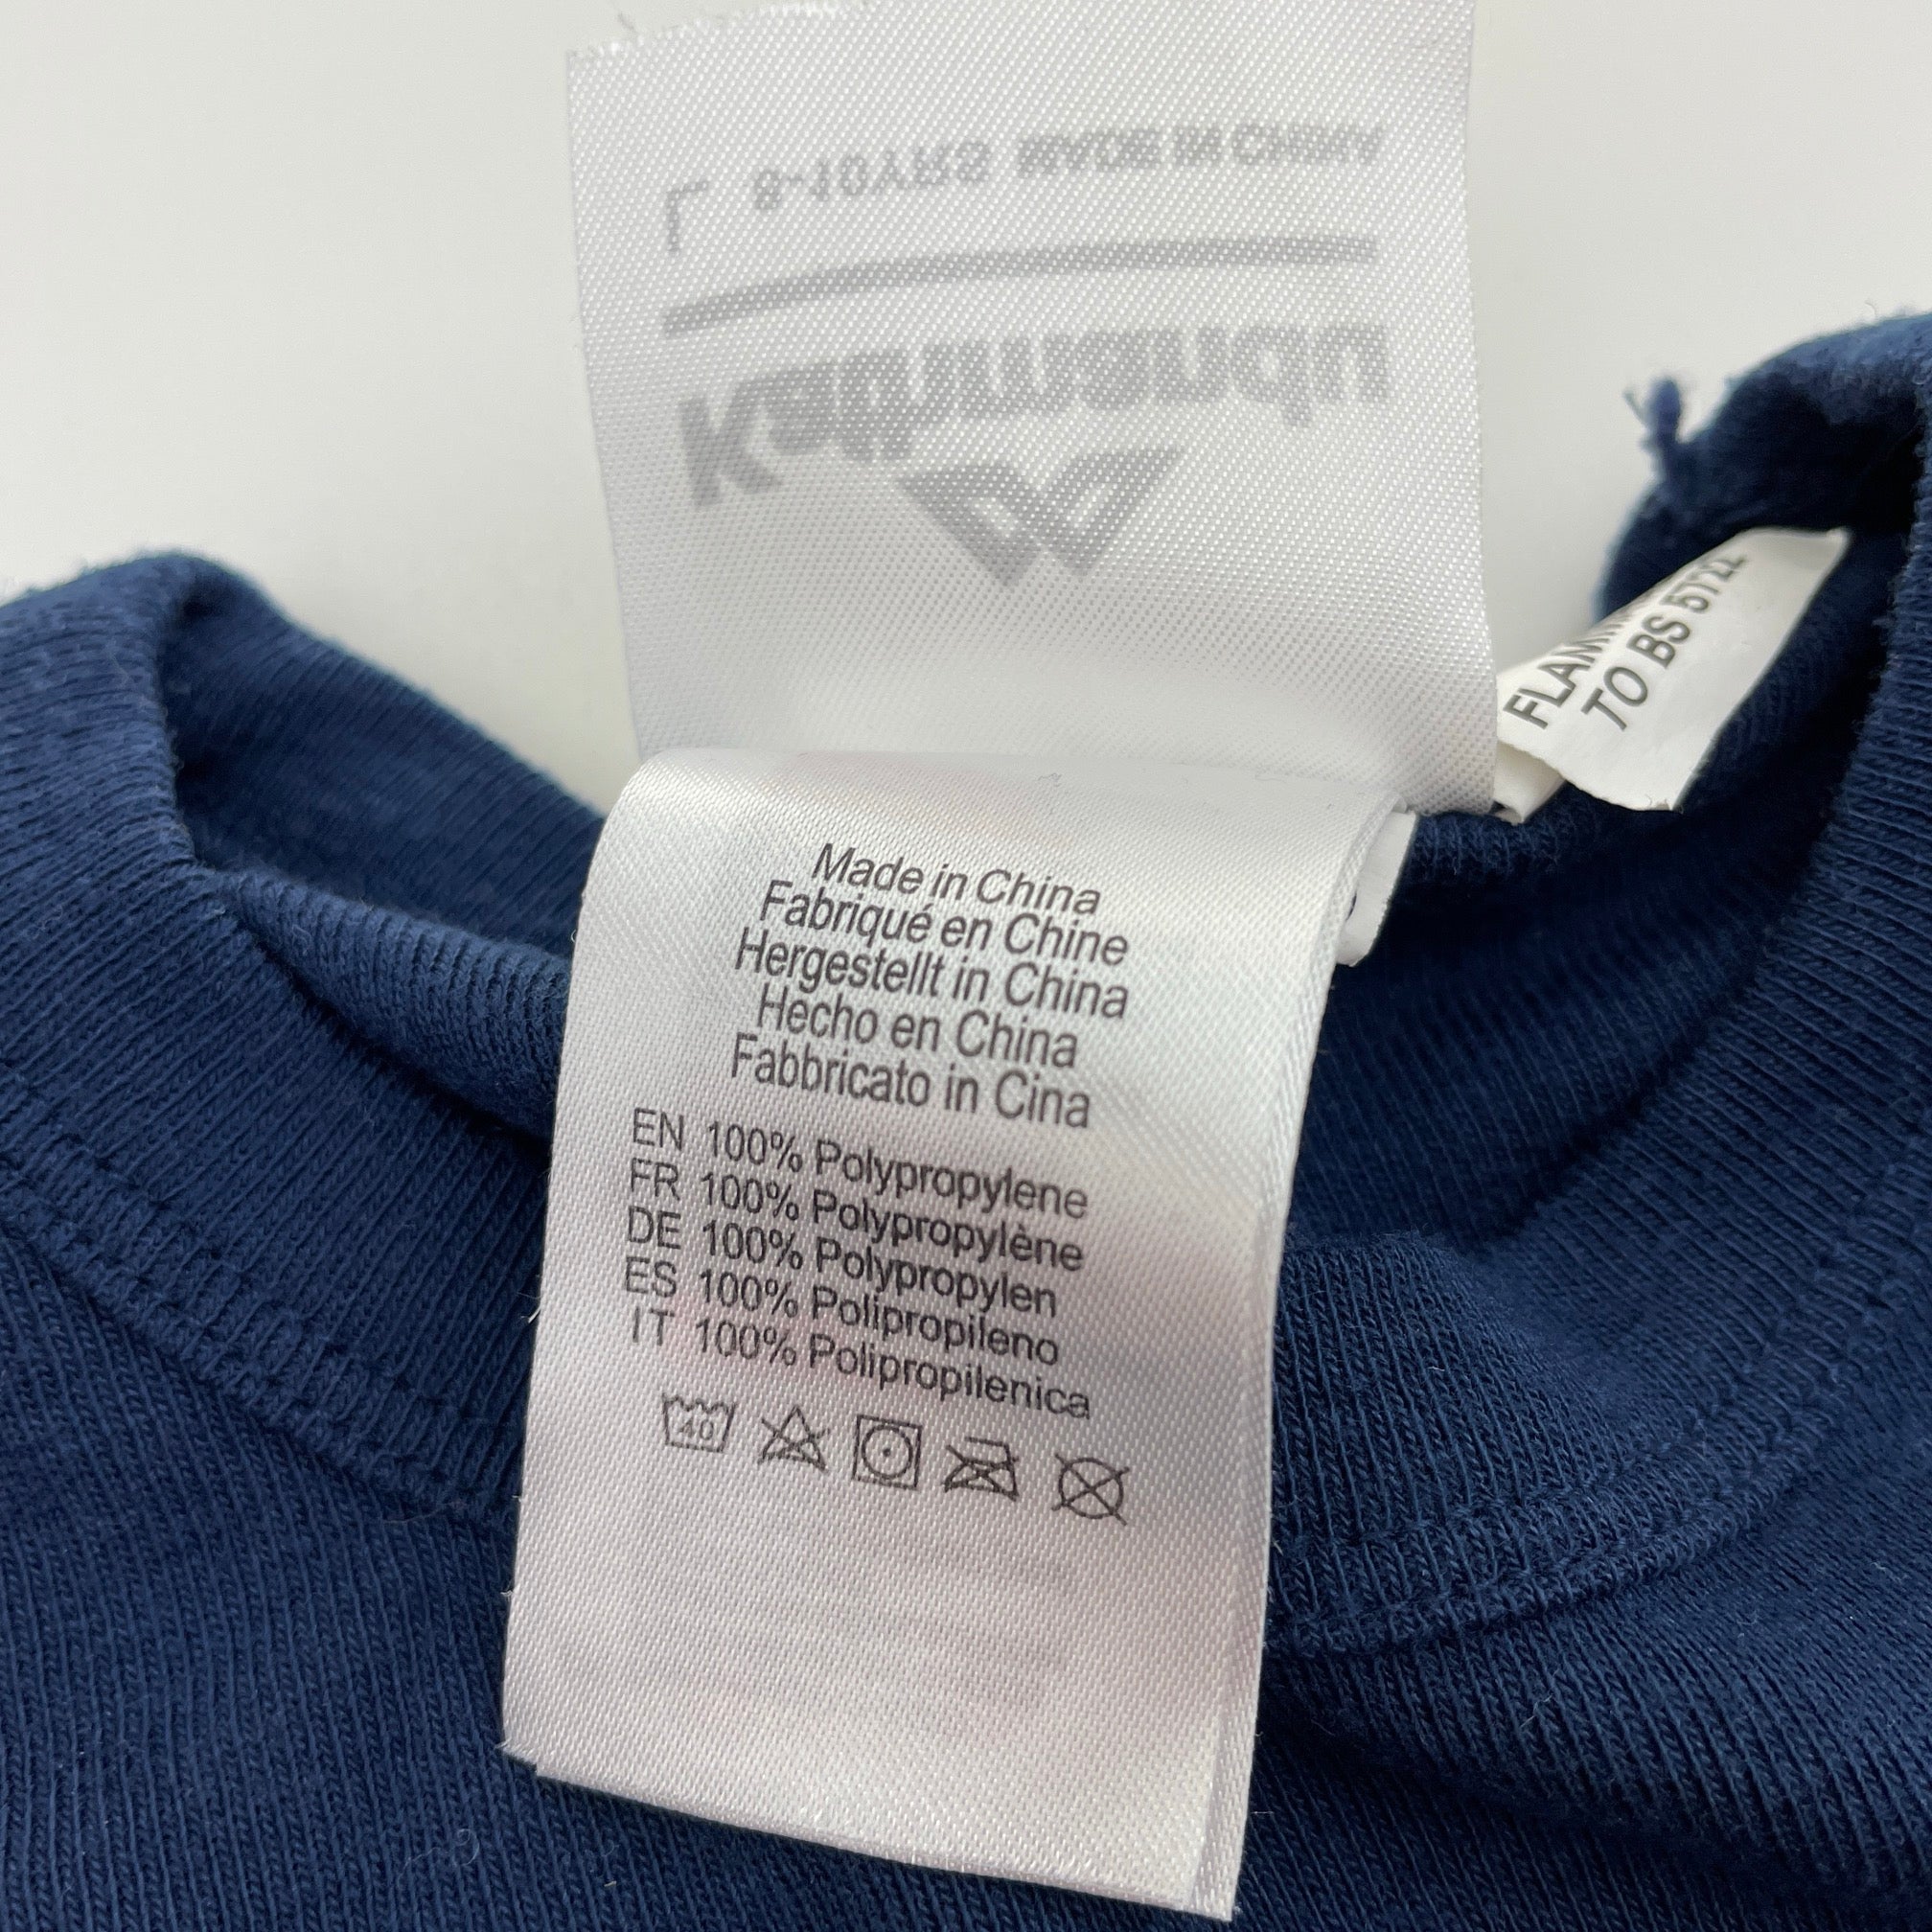 kathmandu
L 8-10YRS MADE IN CHINA
TO BS 5722
Made in China
Fabriqué en Chine
Hergestellt in China
Hecho en China
Fabbricato in Cina
EN 100% Polypropylene
FR 100% Polypropylène
DE 100% Polypropylen
ES 100% Polipropileno
IT 100% Polipropilenica
40